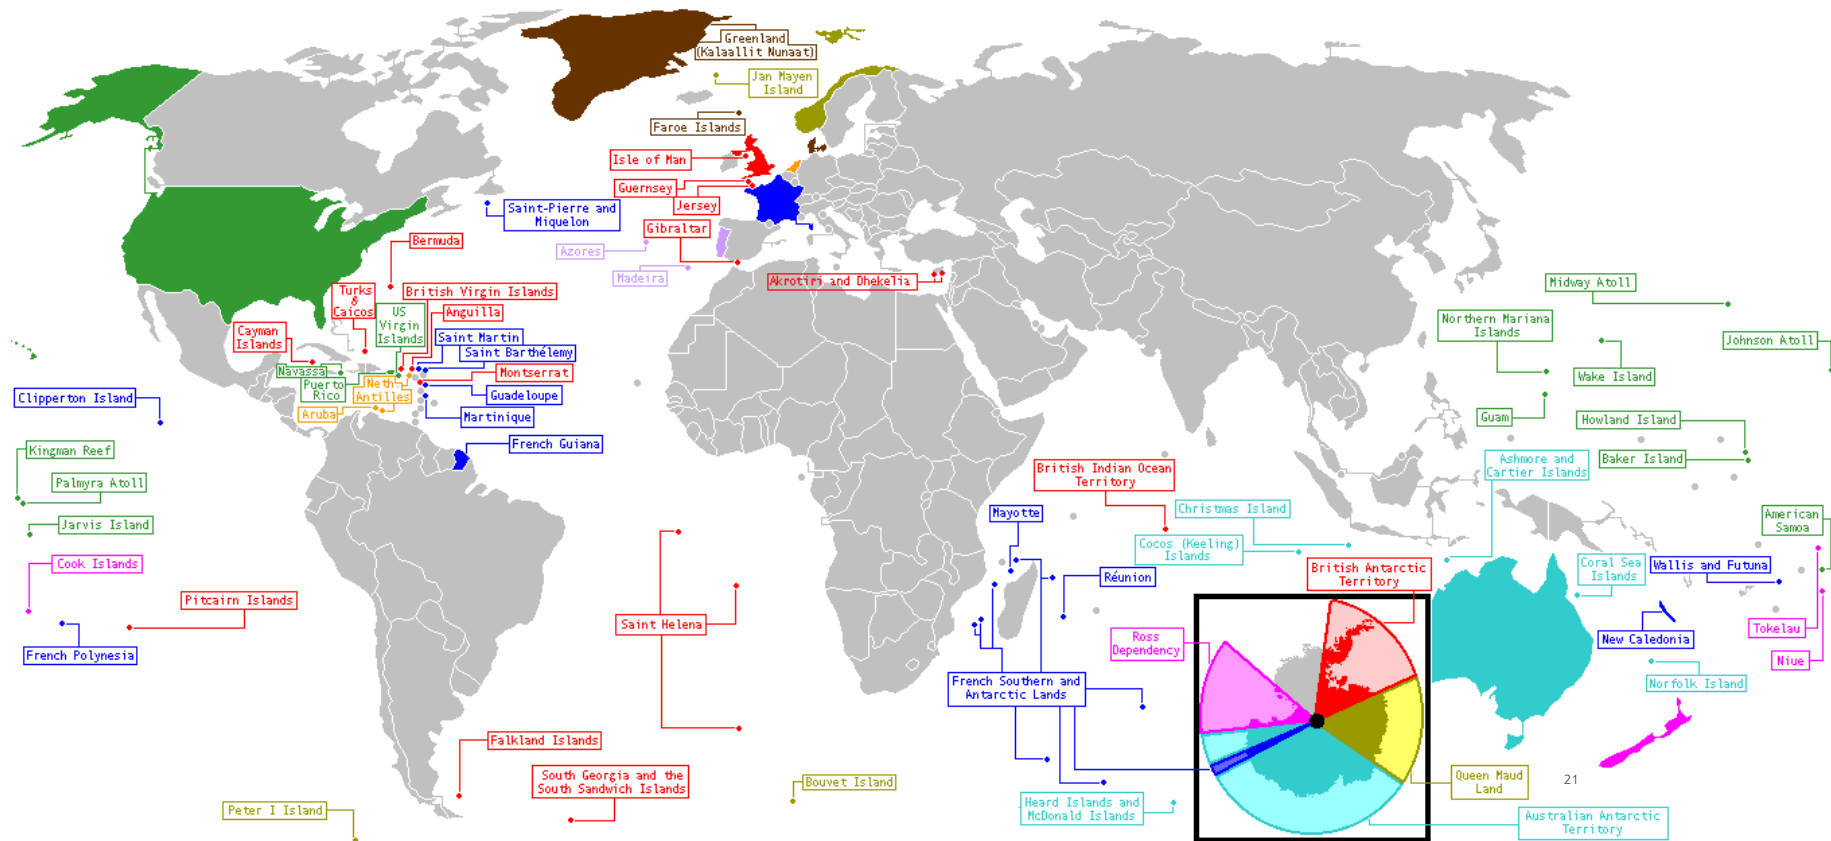 Greenland
(Kalaallit Nunaat)
Jan Mayen
Island
Faroe Islands
Isle of Man
Guernsey
Jersey
Saint-Pierre and
Miquelon
Gibraltar
Bermuda
Azores
Madeira
Akrotiri and Dhekelia
Turks
&
Caicos
British Virgin Islands
US
Virgin
Islands
Anguilla
Cayman
Islands
Saint Martin
Saint Barthélemy
Navassa
Montserrat
Puerto
Rico
Neth
Antilles
Guadeloupe
Aruba
Martinique
Clipperton Island
French Guiana
Kingman Reef
Palmyra Atoll
Jarvis Island
Cook Islands
Pitcairn Islands
French Polynesia
Saint Helena
Falkland Islands
South Georgia and the
South Sandwich Islands
Peter I Island
Bouvet Island
Midway Atoll
Northern Mariana
Islands
Johnson Atoll
Wake Island
Guam
Howland Island
Baker Island
Ashmore and
Cartier Islands
British Indian Ocean
Territory
Christmas Island
Mayotte
Cocos (Keeling)
Islands
American
Samoa
Réunion
British Antarctic
Territory
Coral Sea
Islands
Wallis and Futuna
Ross
Dependency
New Caledonia
Tokelau
Niue
French Southern and
Antarctic Lands
Norfolk Island
Queen Maud
Land
21
Heard Islands and
McDonald Islands
Australian Antarctic
Territory